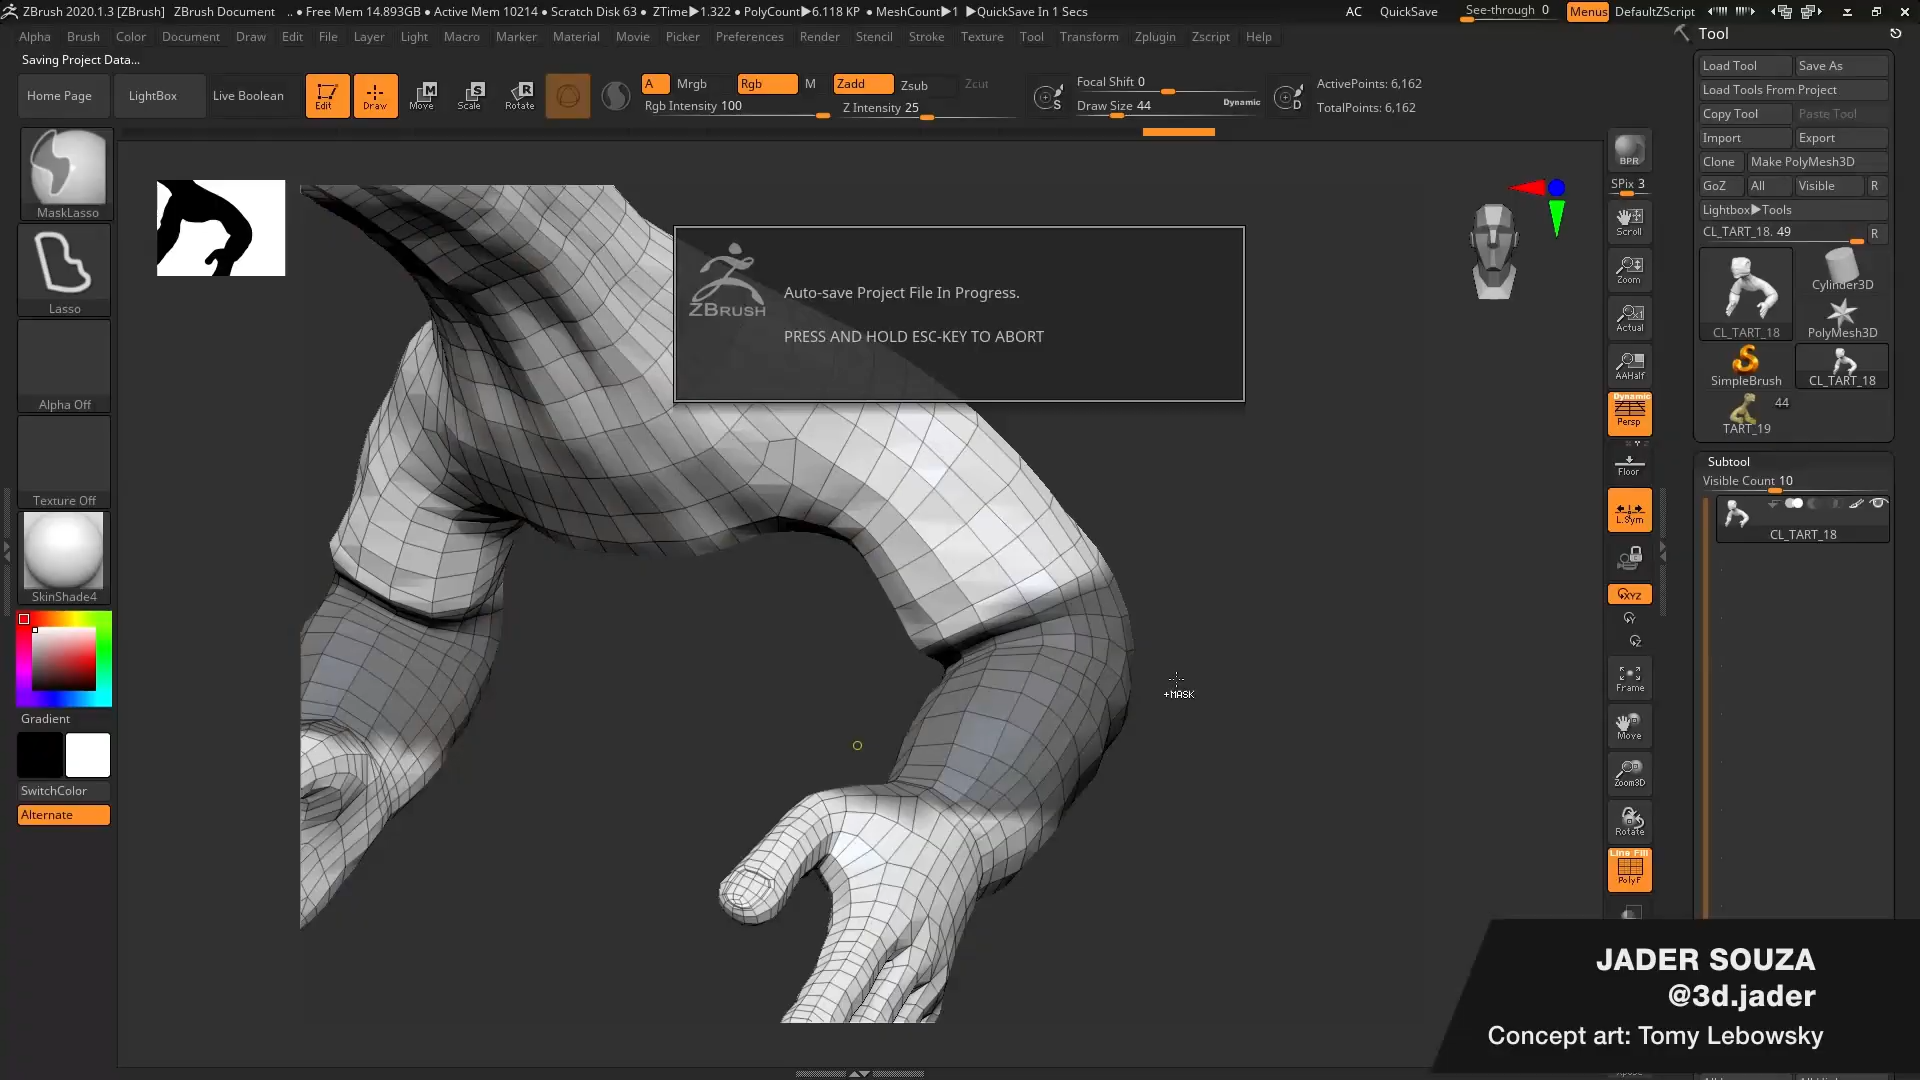 ZBrush 2020.1.3 [ZBrush] ZBrush Document .. • Free Mem 14.893GB • Active Mem 10214 • Scratch Disk 63 • ZTime▶1.322 • PolyCount▶6.118 KP • MeshCount▶1 ▶QuickSave In 1 Secs AC QuickSave See-through 0 Menus DefaultZScript
Alpha Brush Color Document Draw Edit File Layer Light Macro Marker Material Movie Picker Preferences Render Stencil Stroke Texture Tool Transform Zplugin Zscript Help
Saving Project Data...
Home Page LightBox Live Boolean Edit Draw Move Scale Rotate
A Mrgb Rgb M Zadd Zsub Zcut
Rgb Intensity 100 Z Intensity 25
Focal Shift 0
Draw Size 44 Dynamic
S
D
ActivePoints: 6,162
TotalPoints: 6,162
MaskLasso
Lasso
Alpha Off
Texture Off
SkinShade4
Gradient
SwitchColor
Alternate
ZBRUSH
Auto-save Project File In Progress.
PRESS AND HOLD ESC-KEY TO ABORT
+MASK
BPR
SPix 3
Scroll
Zoom
Actual
AAHalf
Dynamic
Persp
Floor
L.Sym
XYZ
Y
Z
Frame
Move
Zoom3D
Rotate
Line Fill
PolyF
Tool
Load Tool Save As
Load Tools From Project
Copy Tool Paste Tool
Import Export
Clone Make PolyMesh3D
GoZ All Visible R
Lightbox▶Tools
CL_TART_18. 49 R
CL_TART_18
Cylinder3D
PolyMesh3D
SimpleBrush
CL_TART_18
44
TART_19
Subtool
Visible Count 10
CL_TART_18
JADER SOUZA
@3d.jader
Concept art: Tomy Lebowsky